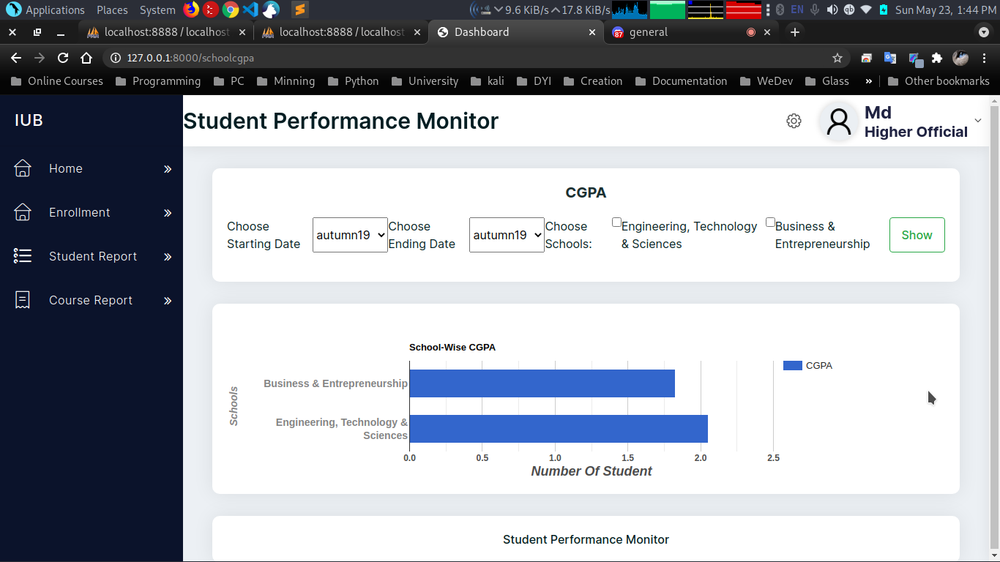 Applications Places System 9.6 KiB/s 17.8 KiB/s EN Sun May 23, 1:44 PM
localhost:8888 / localhost
localhost:8888 / localhost
Dashboard
87 general
127.0.0.1:8000/schoolcgpa
Online Courses Programming PC Minning Python University kali DYI Creation Documentation WeDev Glass » Other bookmarks
IUB
Home
Enrollment
Student Report
Course Report
Student Performance Monitor
Md
Higher Official
CGPA
Choose
Starting Date
autumn19
Choose
Ending Date
autumn19
Choose
Schools:
Engineering, Technology
& Sciences
Business &
Entrepreneurship
Show
School-Wise CGPA
CGPA
Schools
Business & Entrepreneurship
Engineering, Technology &
Sciences
0.0 0.5 1.0 1.5 2.0 2.5
Number Of Student
Student Performance Monitor